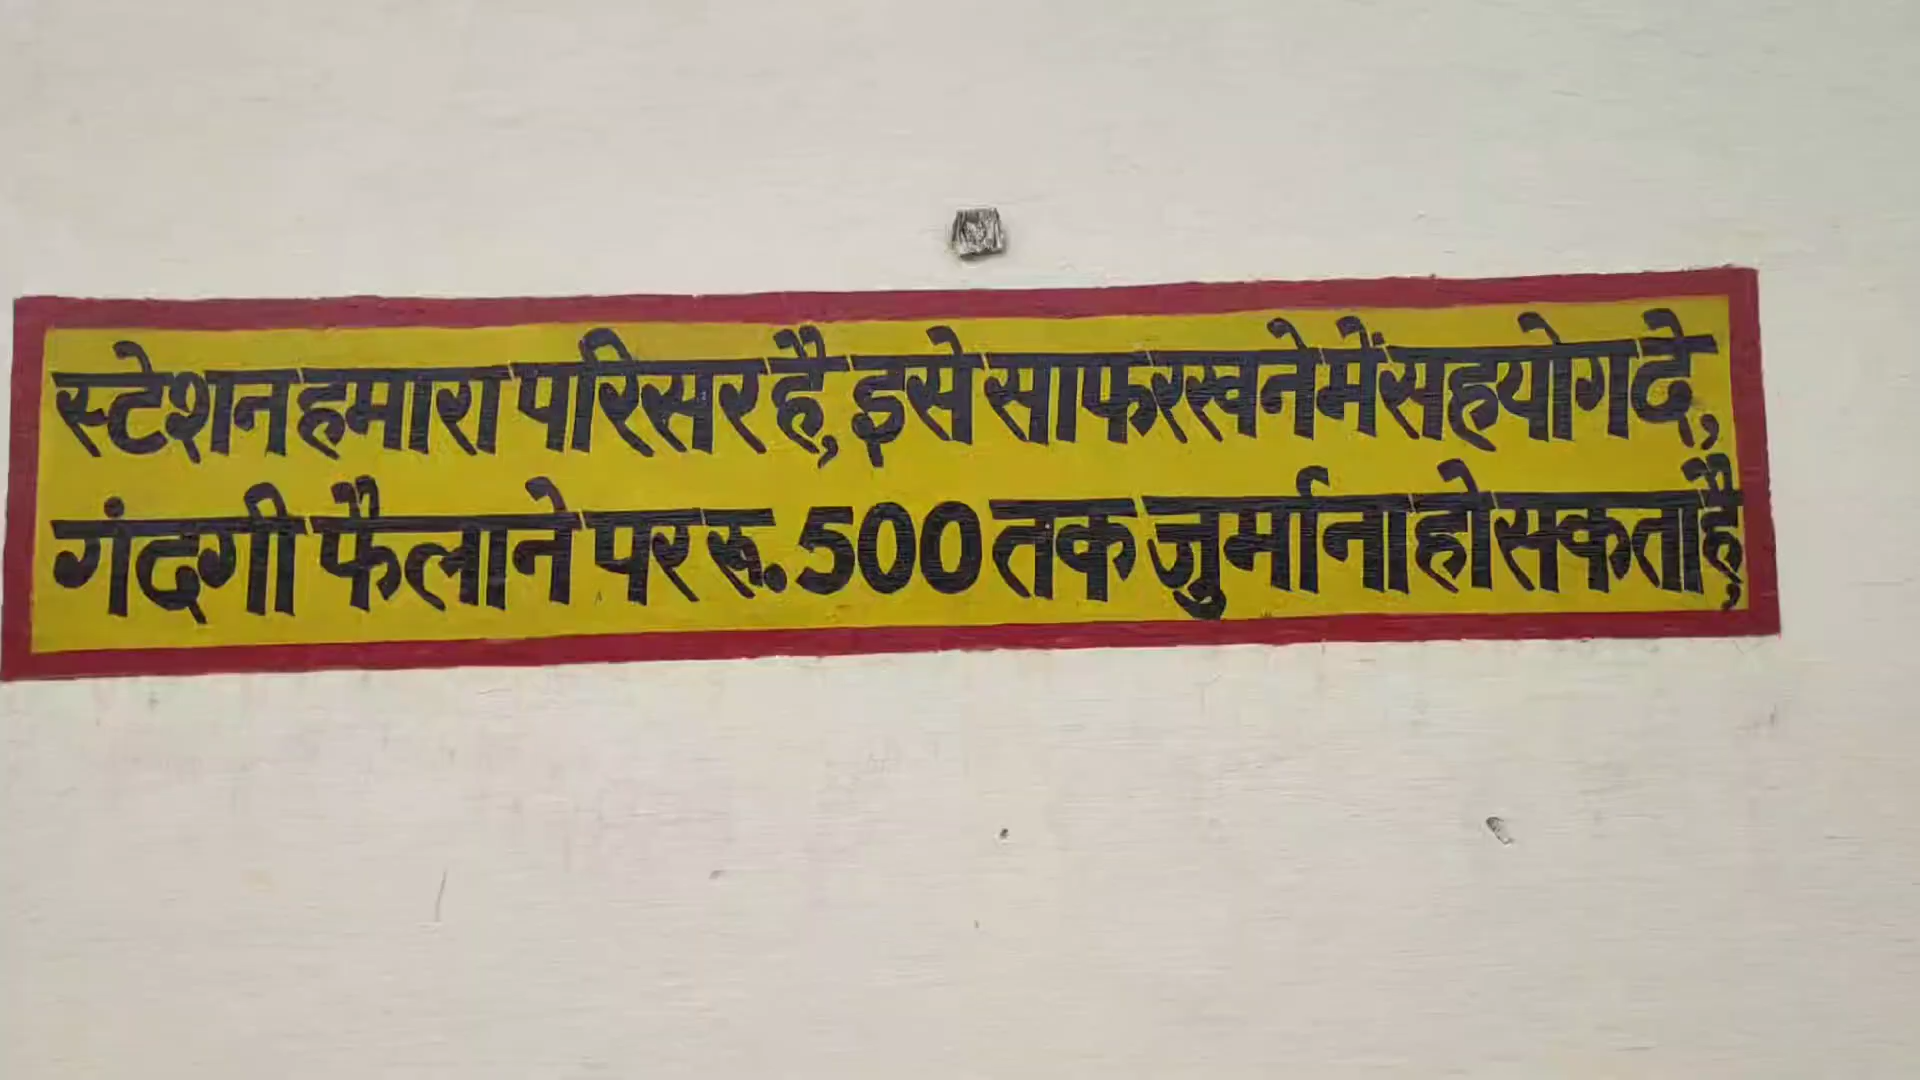 स्टेशन हमारा परिसर है, इसे साफ रखने में सहयोग दे,
गंदगी फैलाने पर रू. 500 तक जुर्माना हो सकता है,